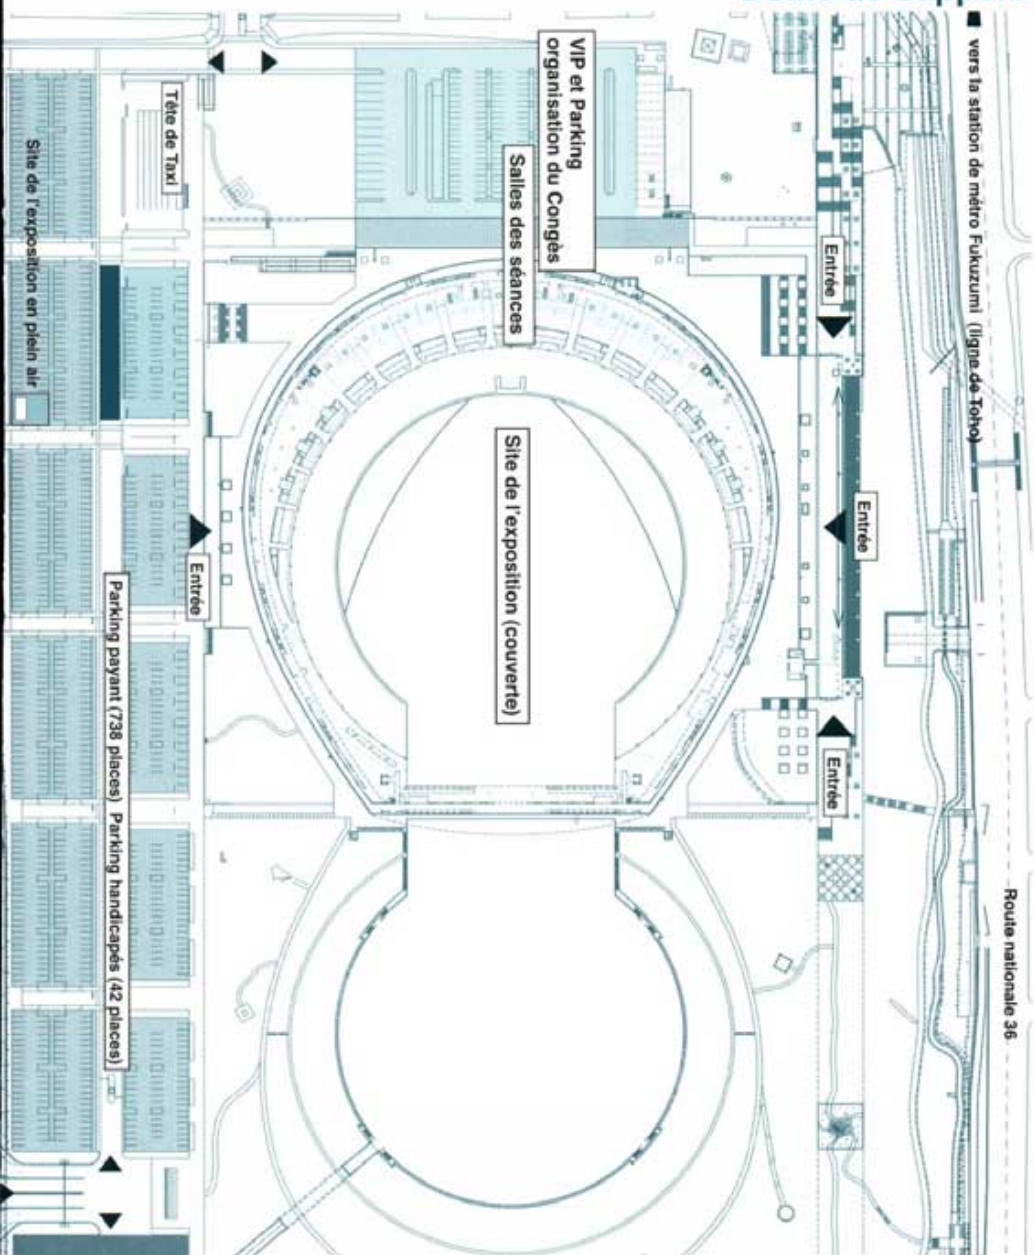 vers la station de métro Fukuzumi (ligne de Toho)
Route nationale 36
Entrée
Entrée
Entrée
VIP et Parking
organisation du Congès
Salles des séances
Site de l'exposition (couverte)
Entrée
Tête de Taxi
Parking payant (738 places) Parking handicapés (42 places)
Site de l'exposition en plein air